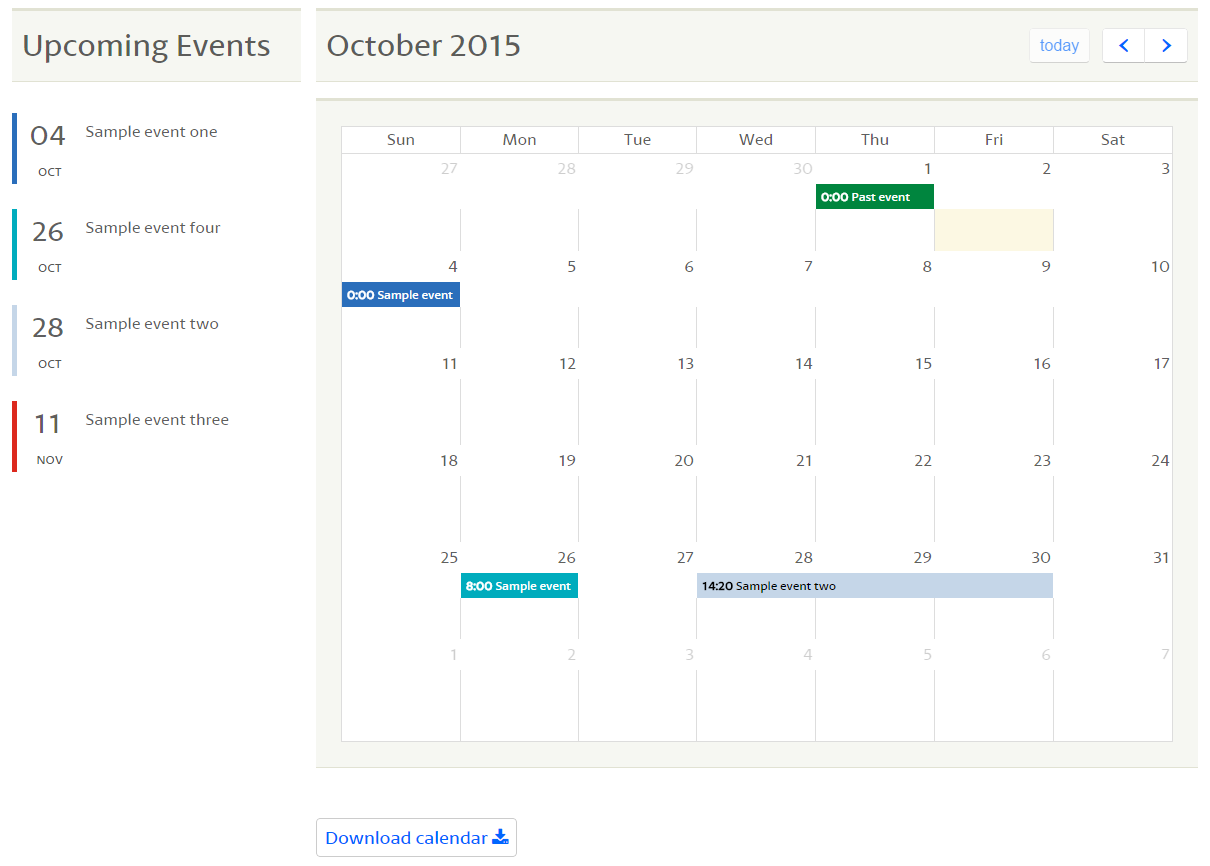 Upcoming Events
04
Sample event one
OCT
26
Sample event four
OCT
28
Sample event two
OCT
11
Sample event three
NOV
October 2015
today
Sun Mon Tue Wed Thu Fri Sat
27 28 29 30 1 2 3
0:00 Past event
4 5 6 7 8 9 10
0:00 Sample event
11 12 13 14 15 16 17
18 19 20 21 22 23 24
25 26 27 28 29 30 31
8:00 Sample event 14:20 Sample event two
1 2 3 4 5 6 7
Download calendar